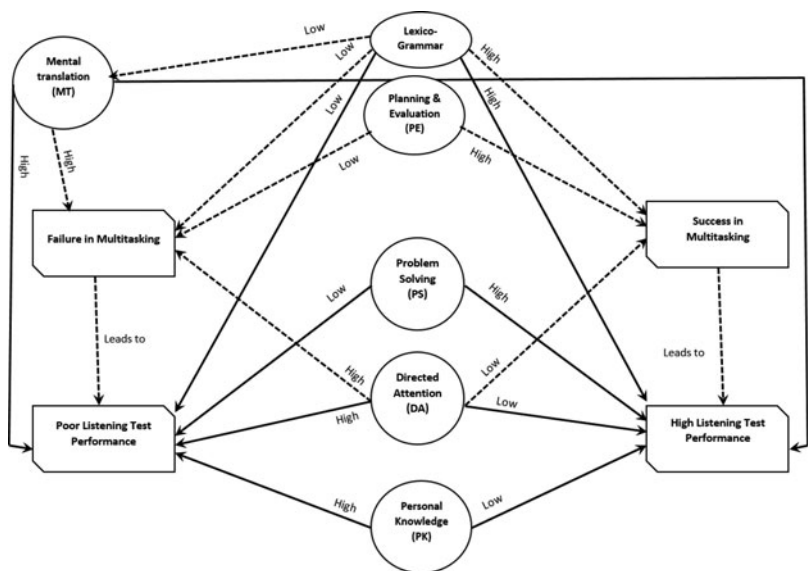 Lexico-
Grammar
Low
High
Mental
translation
(MT)
Low
Low
High
Planning &
Evaluation
(PE)
Low
High
High
High
Failure in Multitasking
Success in
Multitasking
Problem
Solving
(PS)
Low
High
Leads to
Leads to
Directed
Attention
(DA)
High
Low
High
Low
Poor Listening Test
Performance
High Listening Test
Performance
Personal
Knowledge
(PK)
High
Low